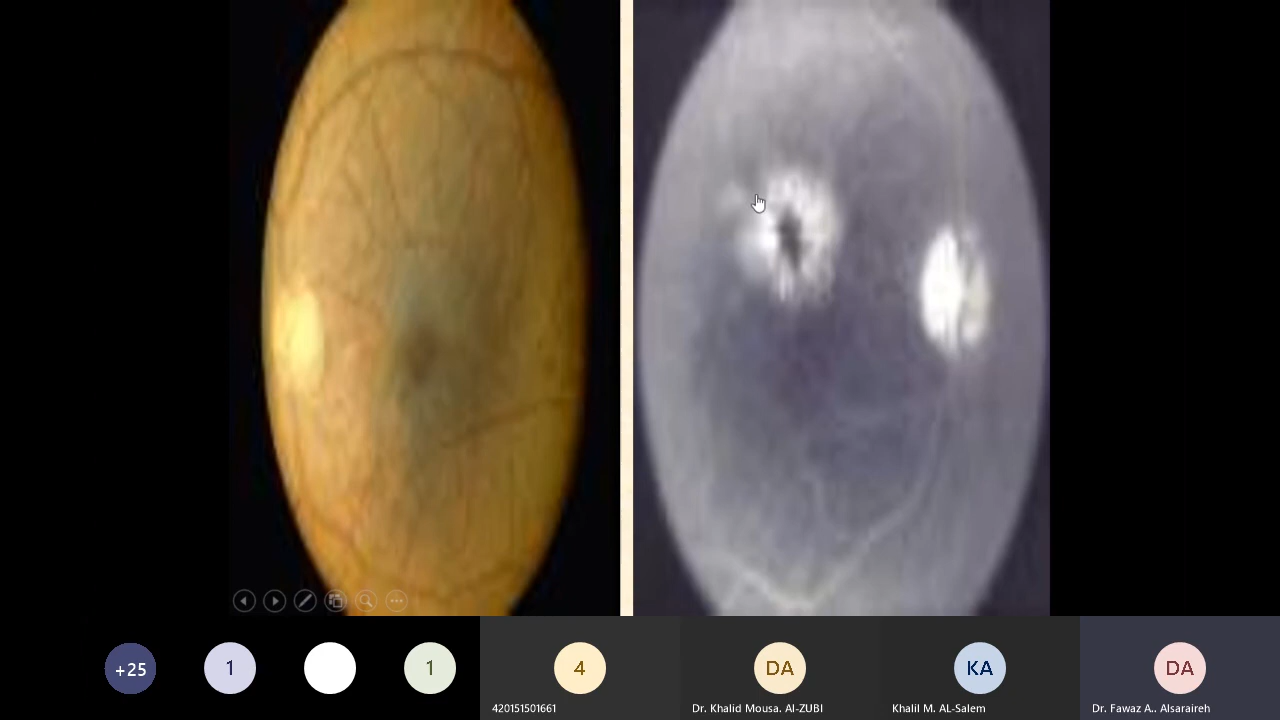 +25
1
1
4
DA
KA
DA
420151501661
Dr. Khalid Mousa. Al-ZUBI
Khalil M. AL-Salem
Dr. Fawaz A.. Alsaraireh